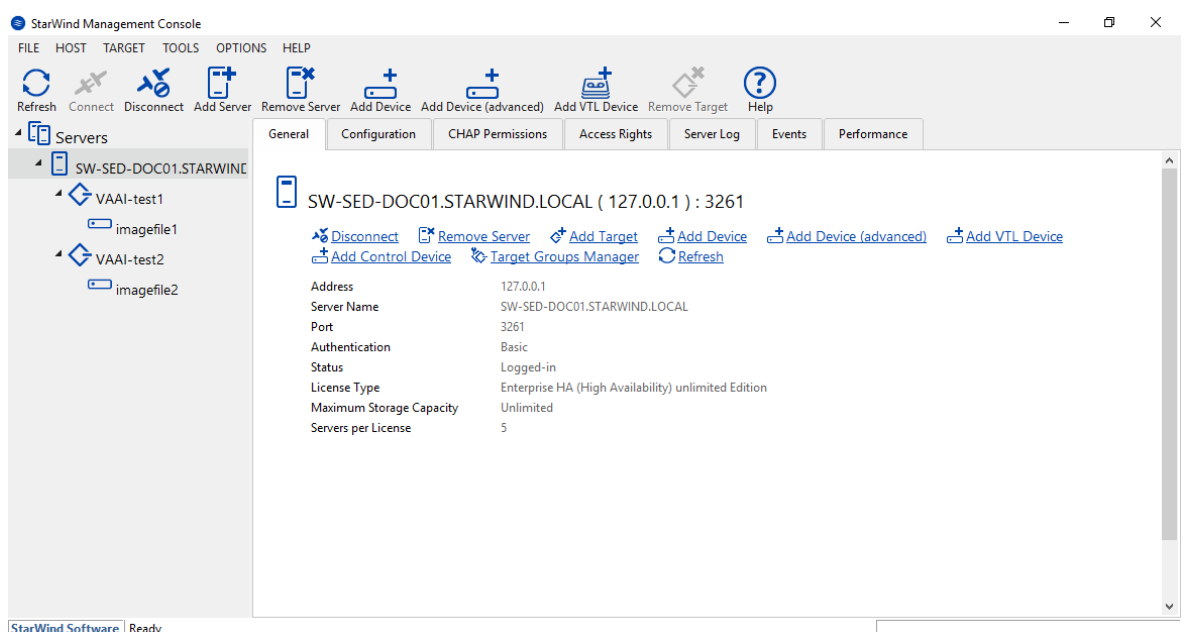 StarWind Management Console
FILE HOST TARGET TOOLS OPTIONS HELP
Refresh Connect Disconnect Add Server Remove Server Add Device Add Device (advanced) Add VTL Device Remove Target Help
Servers
SW-SED-DOC01.STARWIND
VAAI-test1
imagefile1
VAAI-test2
imagefile2
General Configuration CHAP Permissions Access Rights Server Log Events Performance
SW-SED-DOC01.STARWIND.LOCAL ( 127.0.0.1 ) : 3261
Disconnect Remove Server Add Target Add Device Add Device (advanced) Add VTL Device
Add Control Device Target Groups Manager Refresh
Address 127.0.0.1
Server Name SW-SED-DOC01.STARWIND.LOCAL
Port 3261
Authentication Basic
Status Logged-in
License Type Enterprise HA (High Availability) unlimited Edition
Maximum Storage Capacity Unlimited
Servers per License 5
StarWind Software Ready